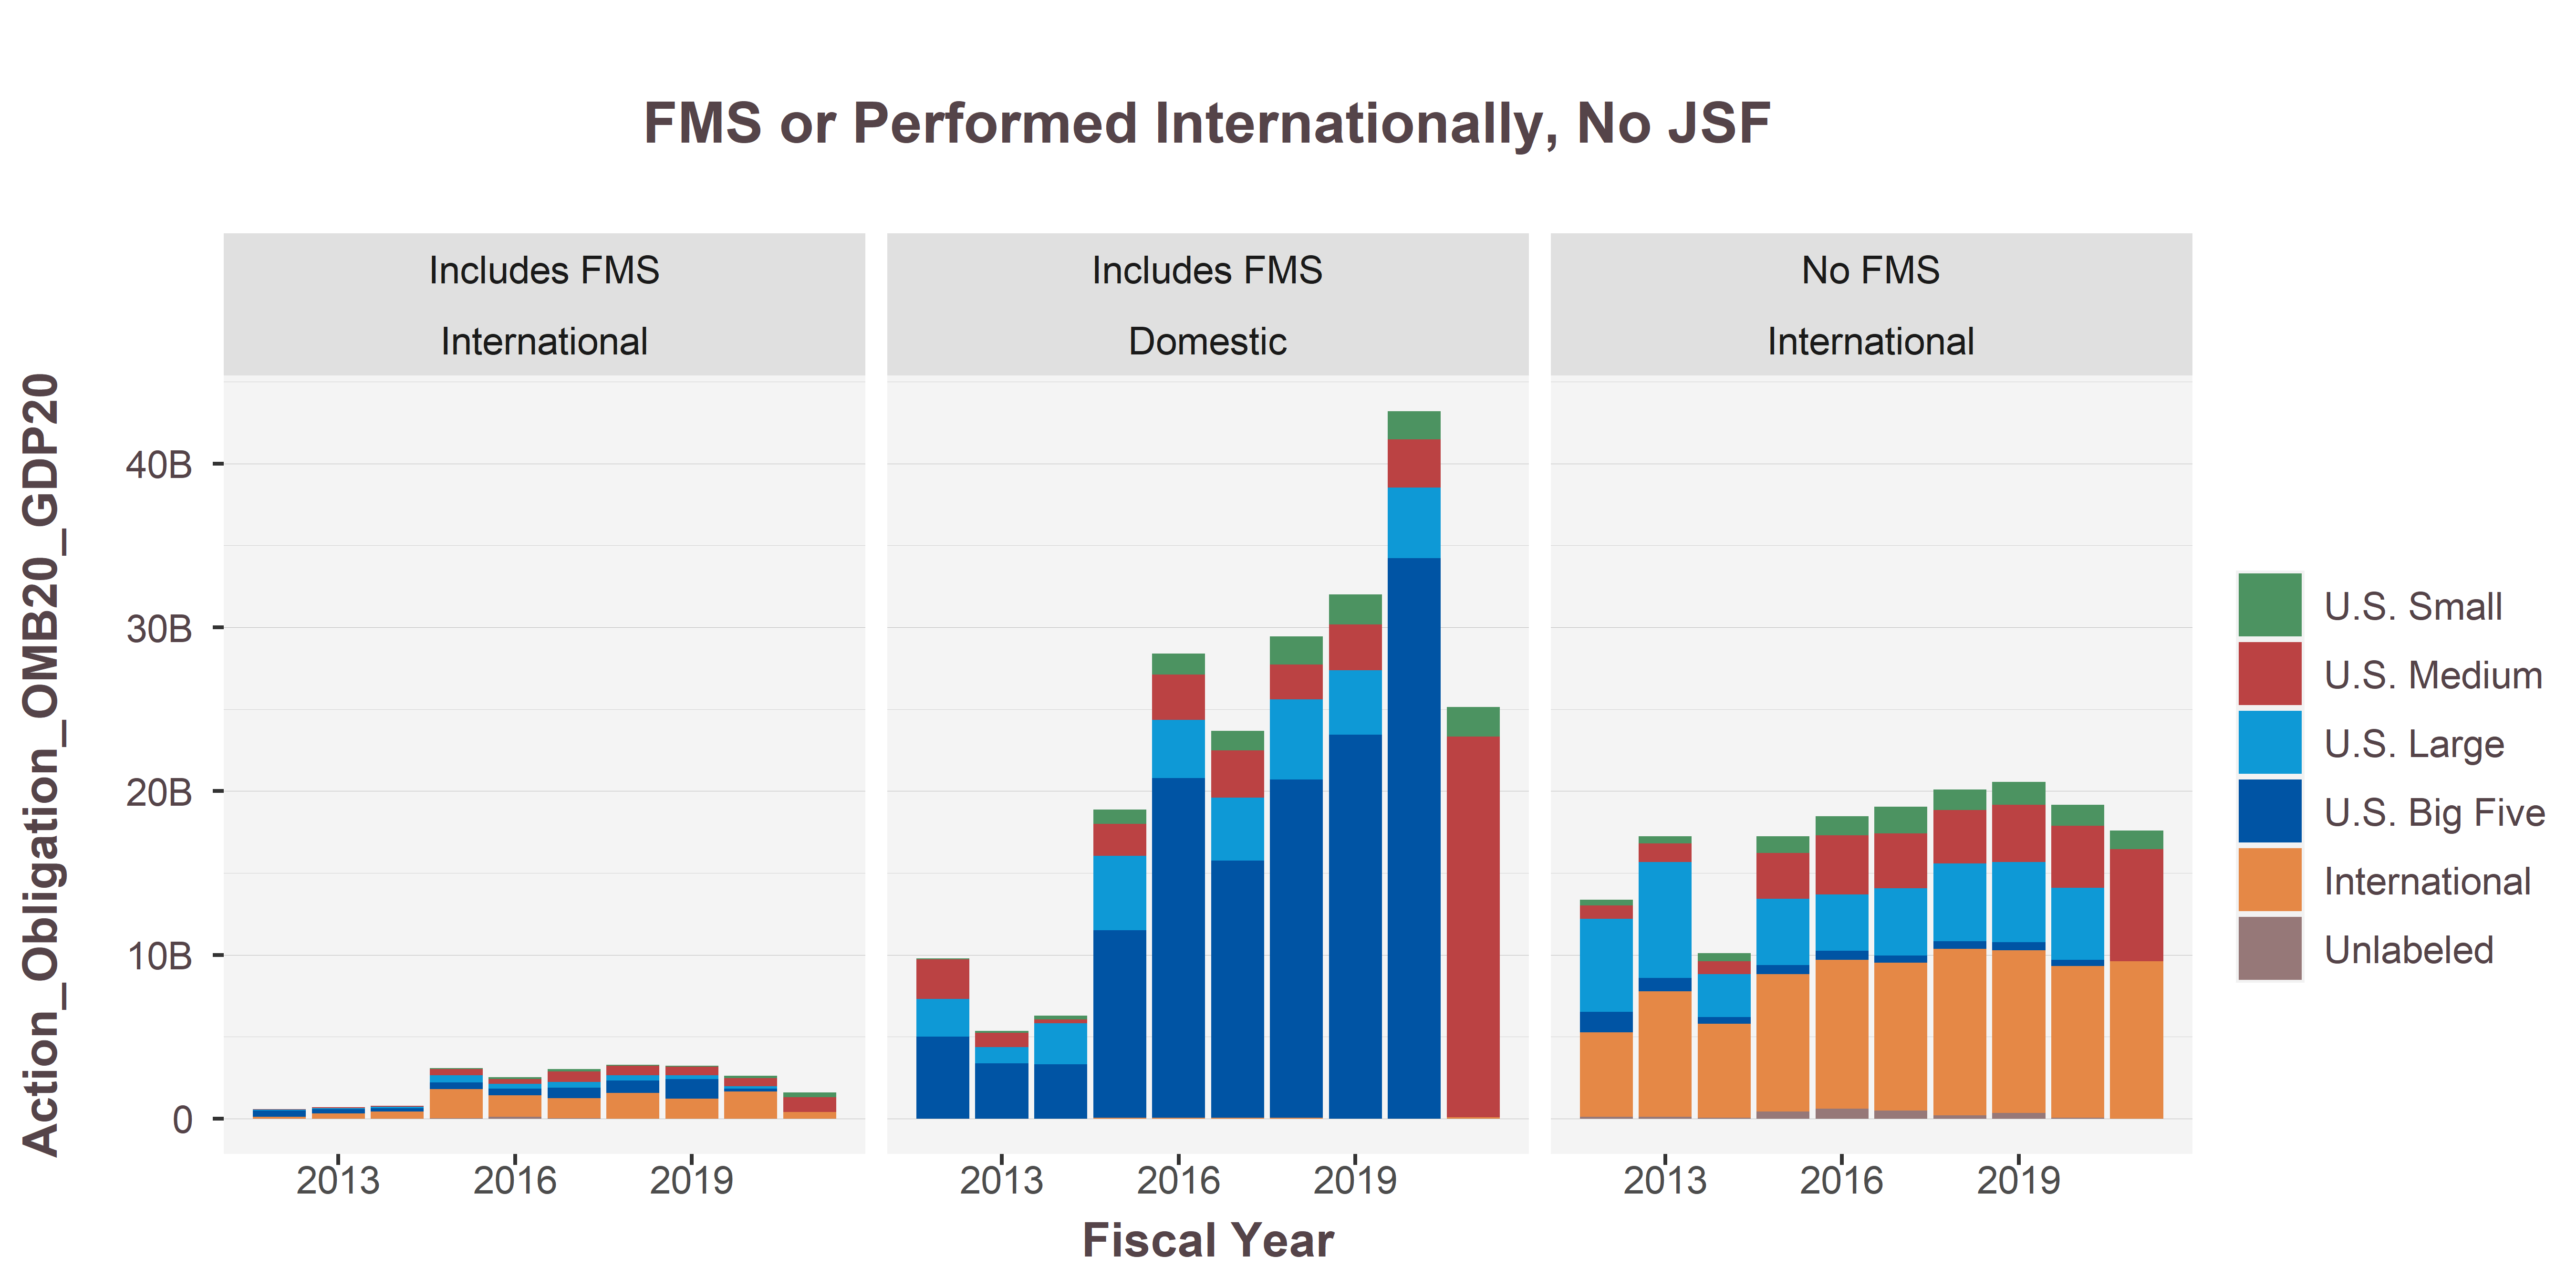 FMS or Performed Internationally, No JSF
Includes FMS
International
Includes FMS
Domestic
No FMS
International
Action_Obligation_OMB20_GDP20
40B
30B
20B
10B
0
2013
2016
2019
2013
2016
2019
2013
2016
2019
Fiscal Year
U.S. Small
U.S. Medium
U.S. Large
U.S. Big Five
International
Unlabeled